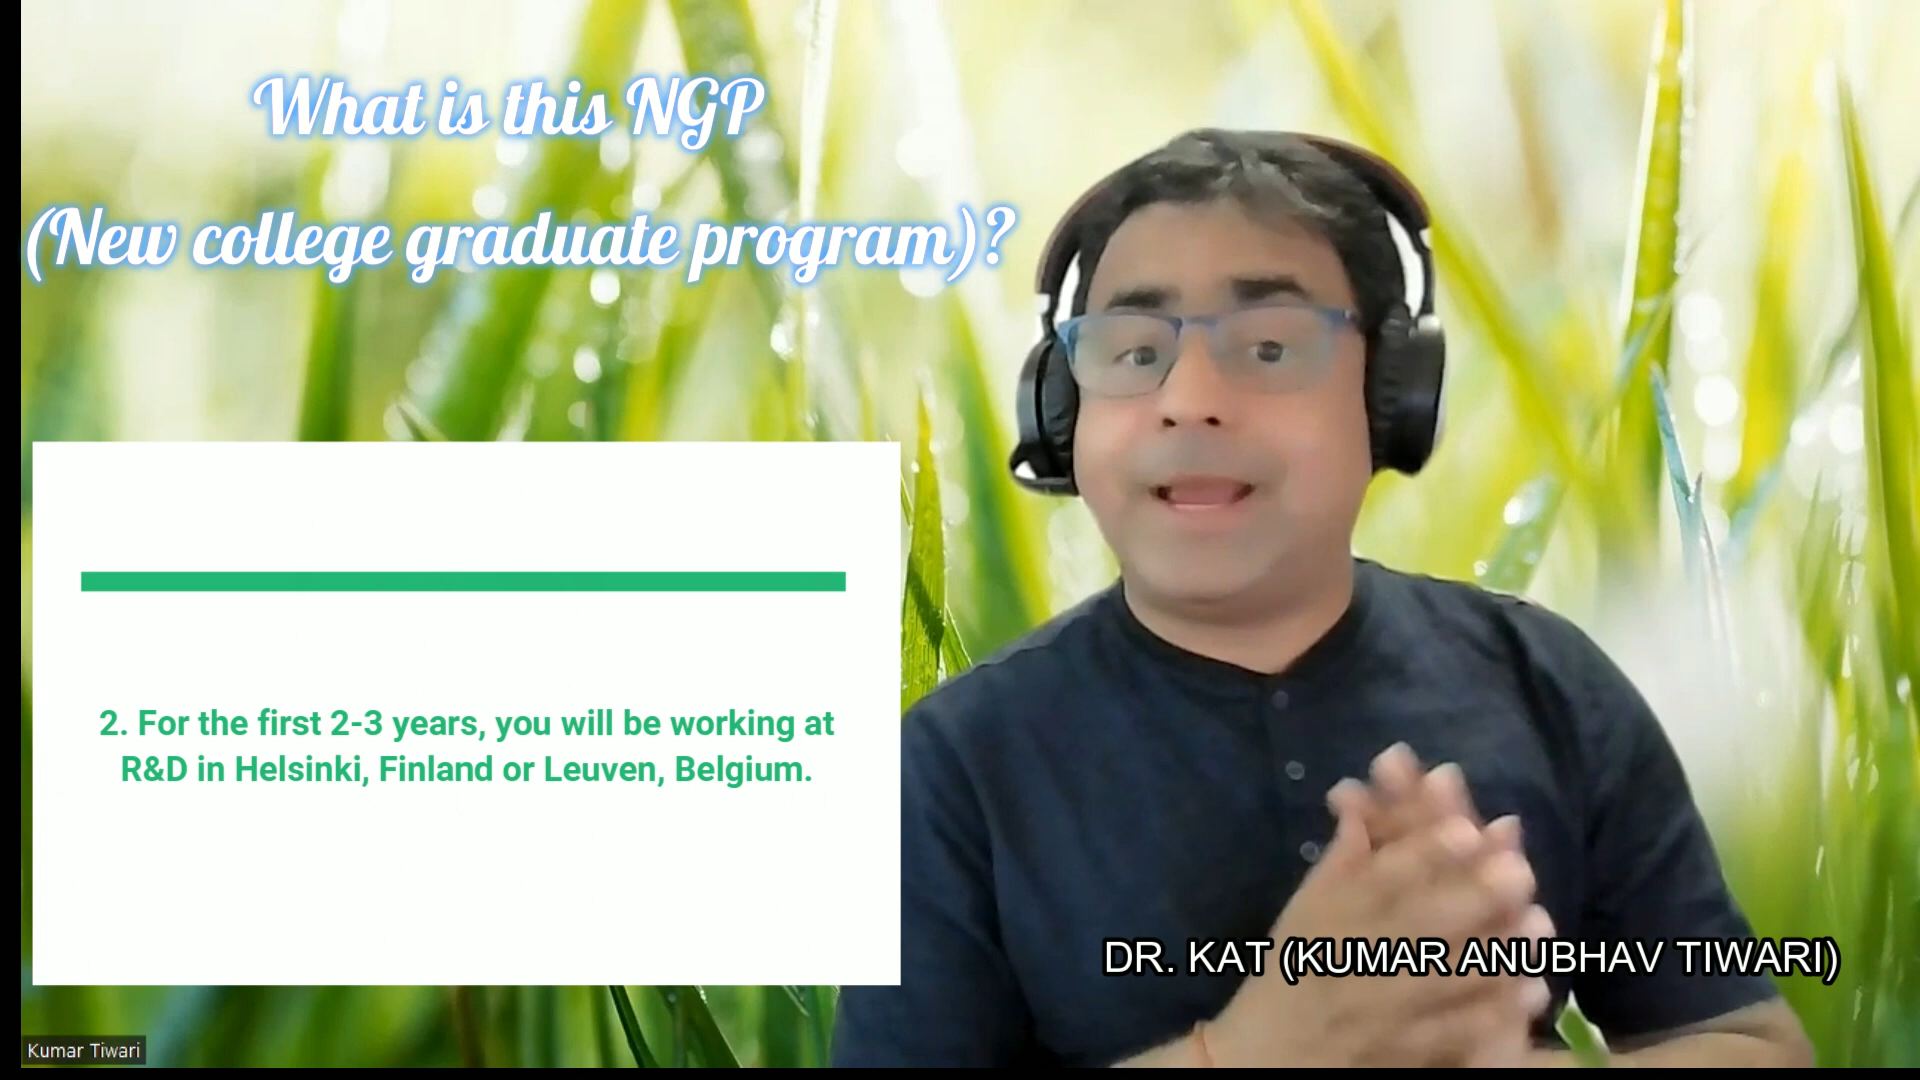 What is this NGP
(New college graduate program)?
2. For the first 2-3 years, you will be working at
R&D in Helsinki, Finland or Leuven, Belgium.
DR. KAT (KUMAR ANUBHAV TIWARI)
Kumar Tiwari